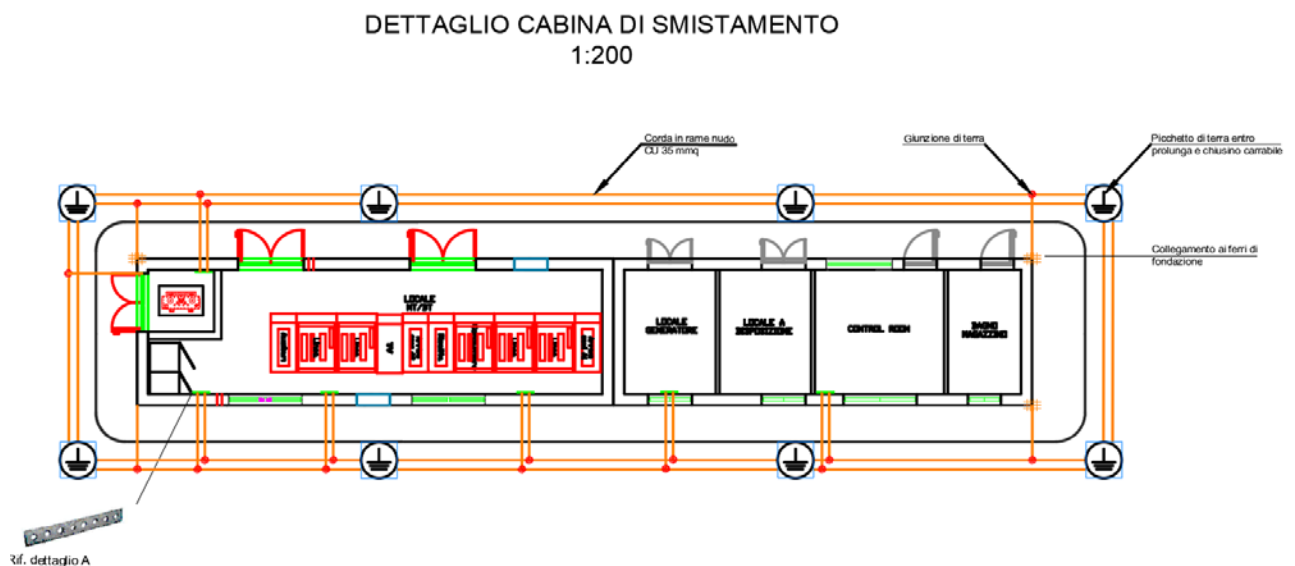 DETTAGLIO CABINA DI SMISTAMENTO
1:200
Corda in rame nudo
CU 35 mmq
Giunzione di terra
Picchetto di terra entro
prolunga e chiusino carrabile
Collegamento ai ferri di
fondazione
LOCALE
MT/BT
LOCALE
GENERATORE
LOCALE A
DISPOSIZIONE
CONTROL ROOM
BAGNO
MAGAZZINO
TV
Rif. dettaglio A